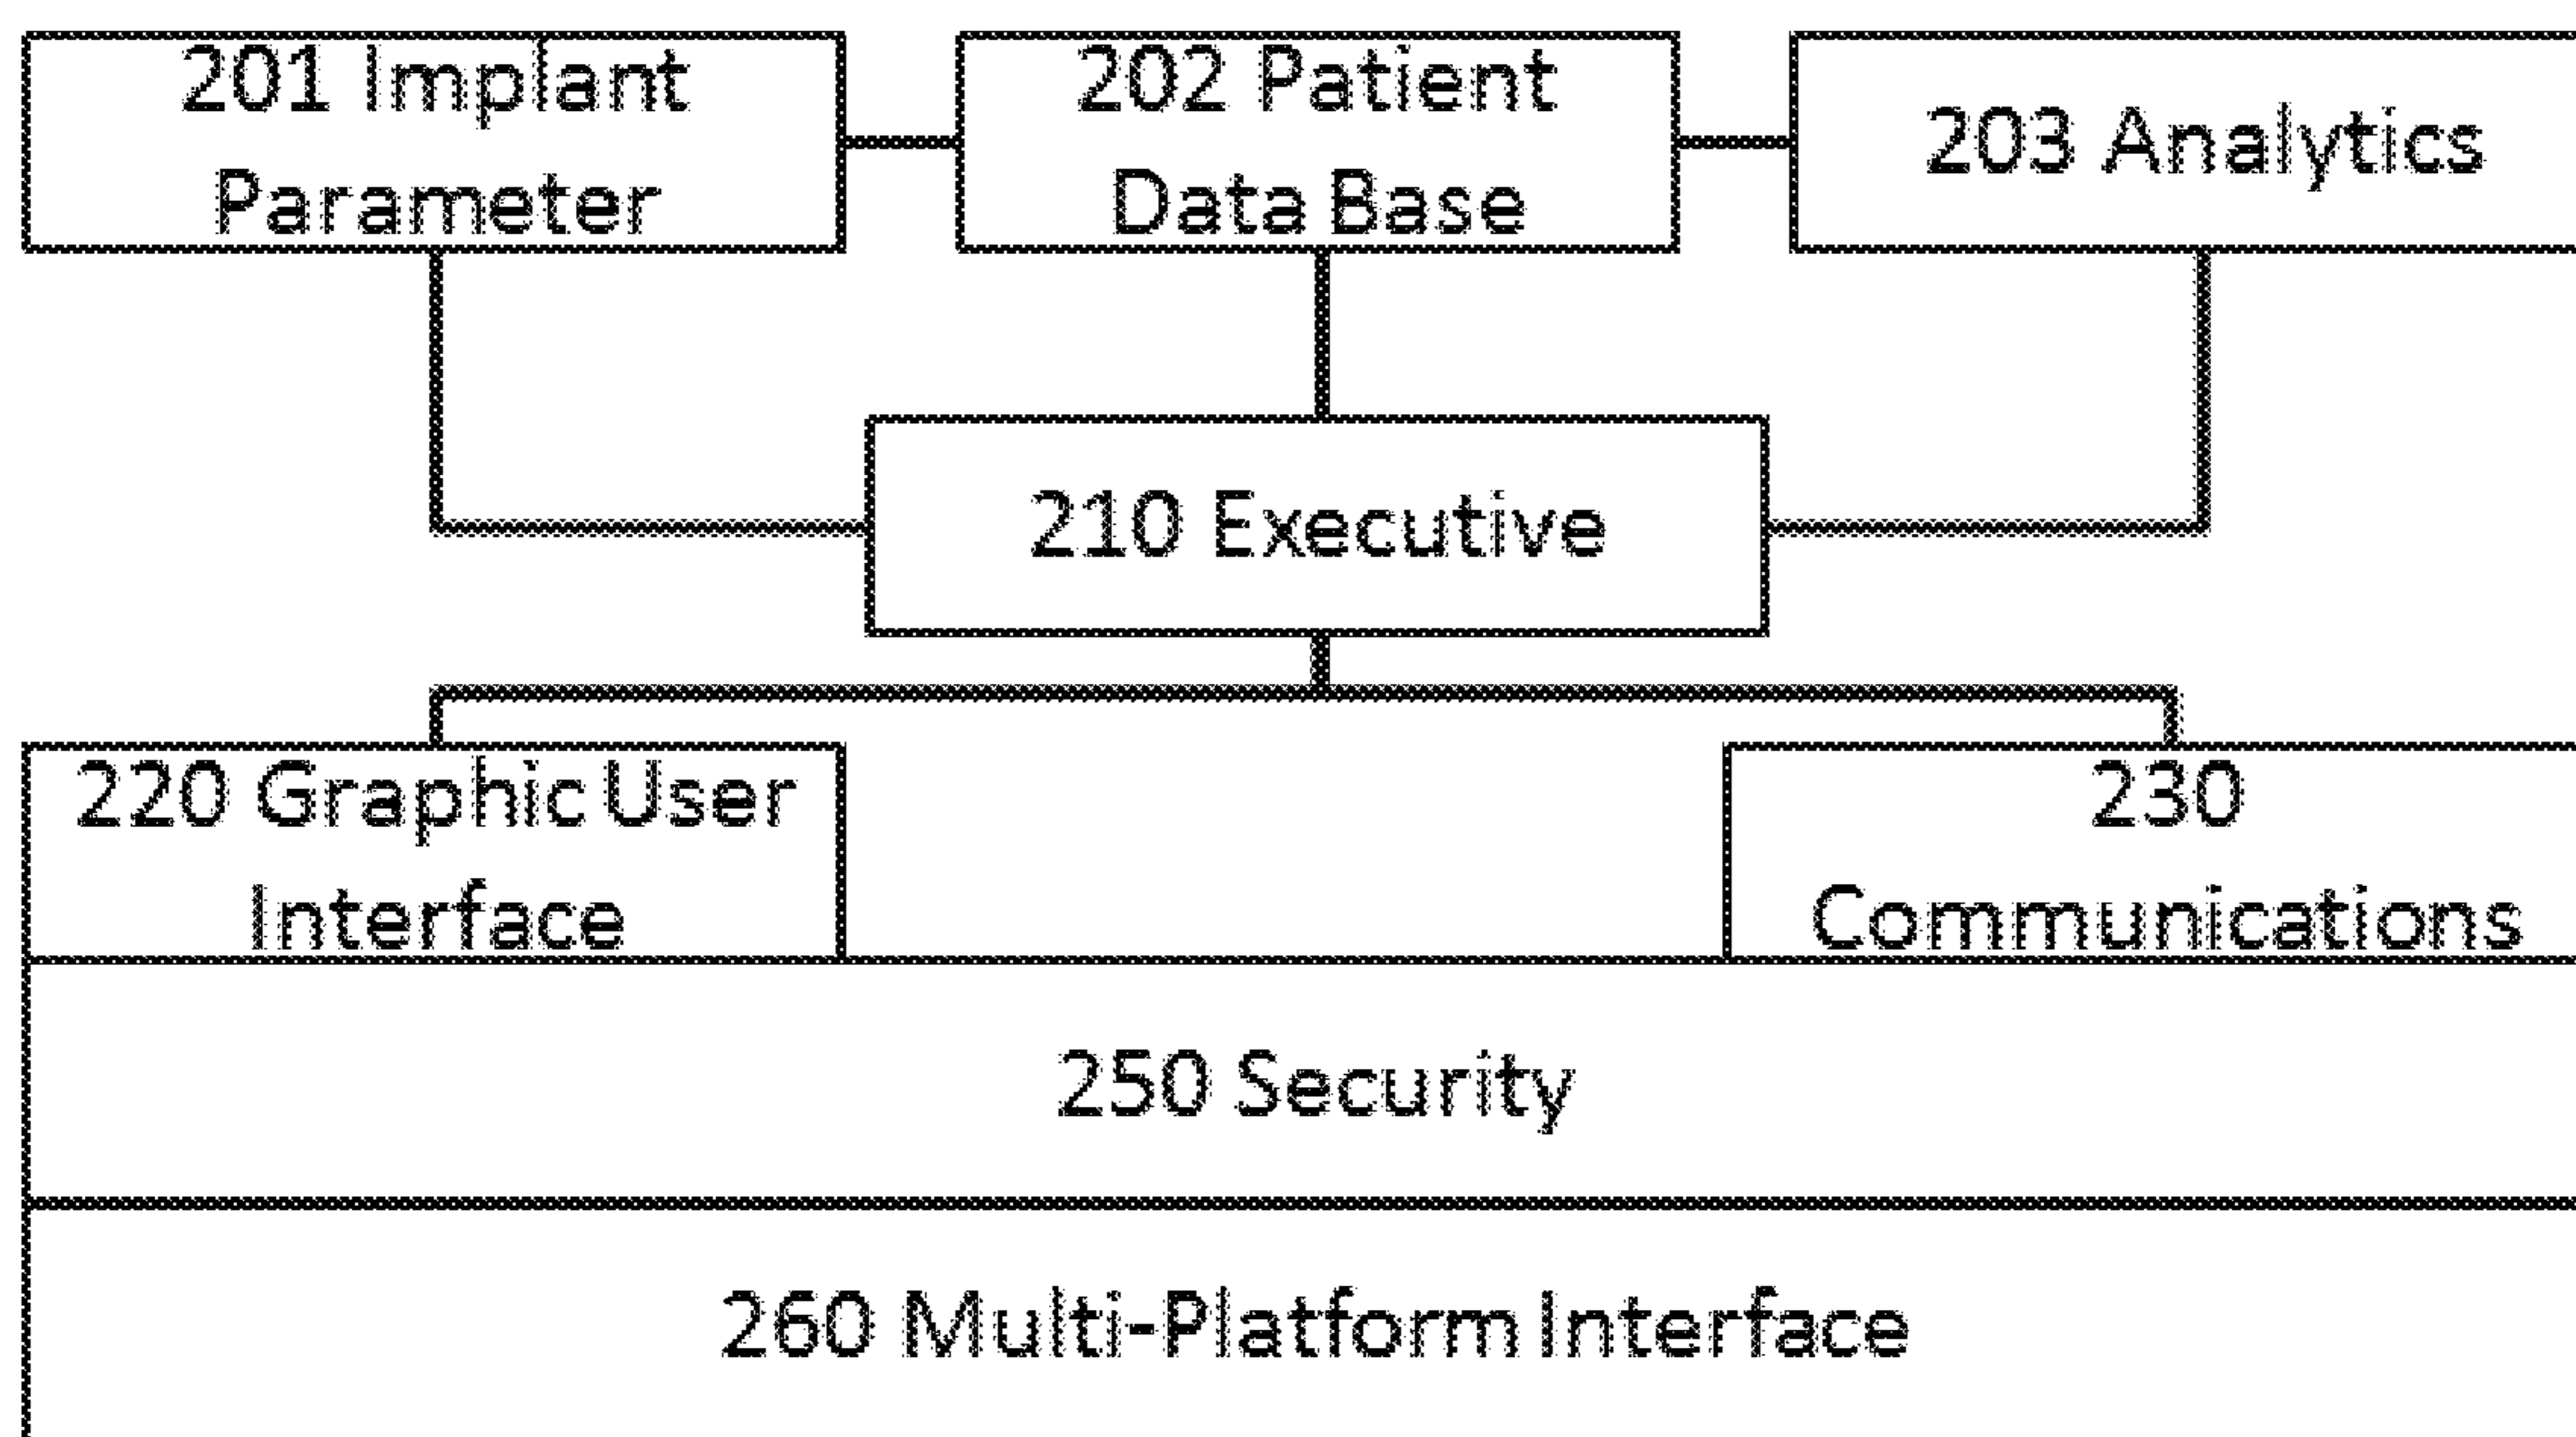 201 Implant
Parameter
202 Patient
Data Base
203 Analytics
210 Executive
220 Graphic User
Interface
230
Communications
250 Security
260 Multi-Platform Interface